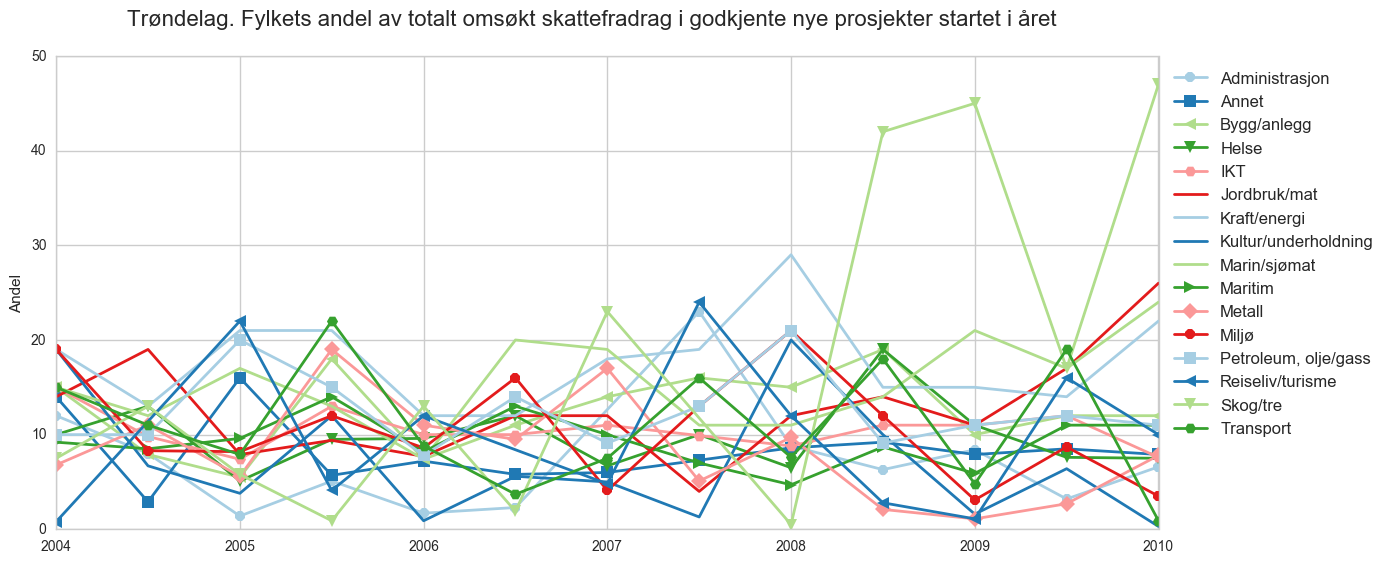 Trøndelag. Fylkets andel av totalt omsøkt skattefradrag i godkjente nye prosjekter startet i året
50
40
30
20
10
0
Andel
2004 2005 2006 2007 2008 2009 2010
Administrasjon
Annet
Bygg/anlegg
Helse
IKT
Jordbruk/mat
Kraft/energi
Kultur/underholdning
Marin/sjømat
Maritim
Metall
Miljø
Petroleum, olje/gass
Reiseliv/turisme
Skog/tre
Transport